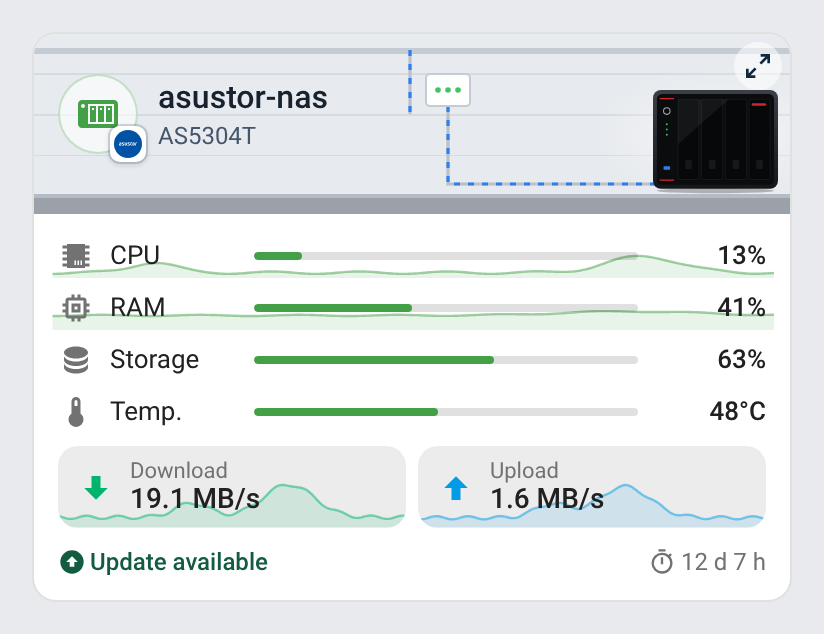 asustor-nas
AS5304T
asustor
CPU 13%
RAM 41%
Storage 63%
Temp. 48°C
Download
19.1 MB/s
Upload
1.6 MB/s
Update available
12 d 7 h